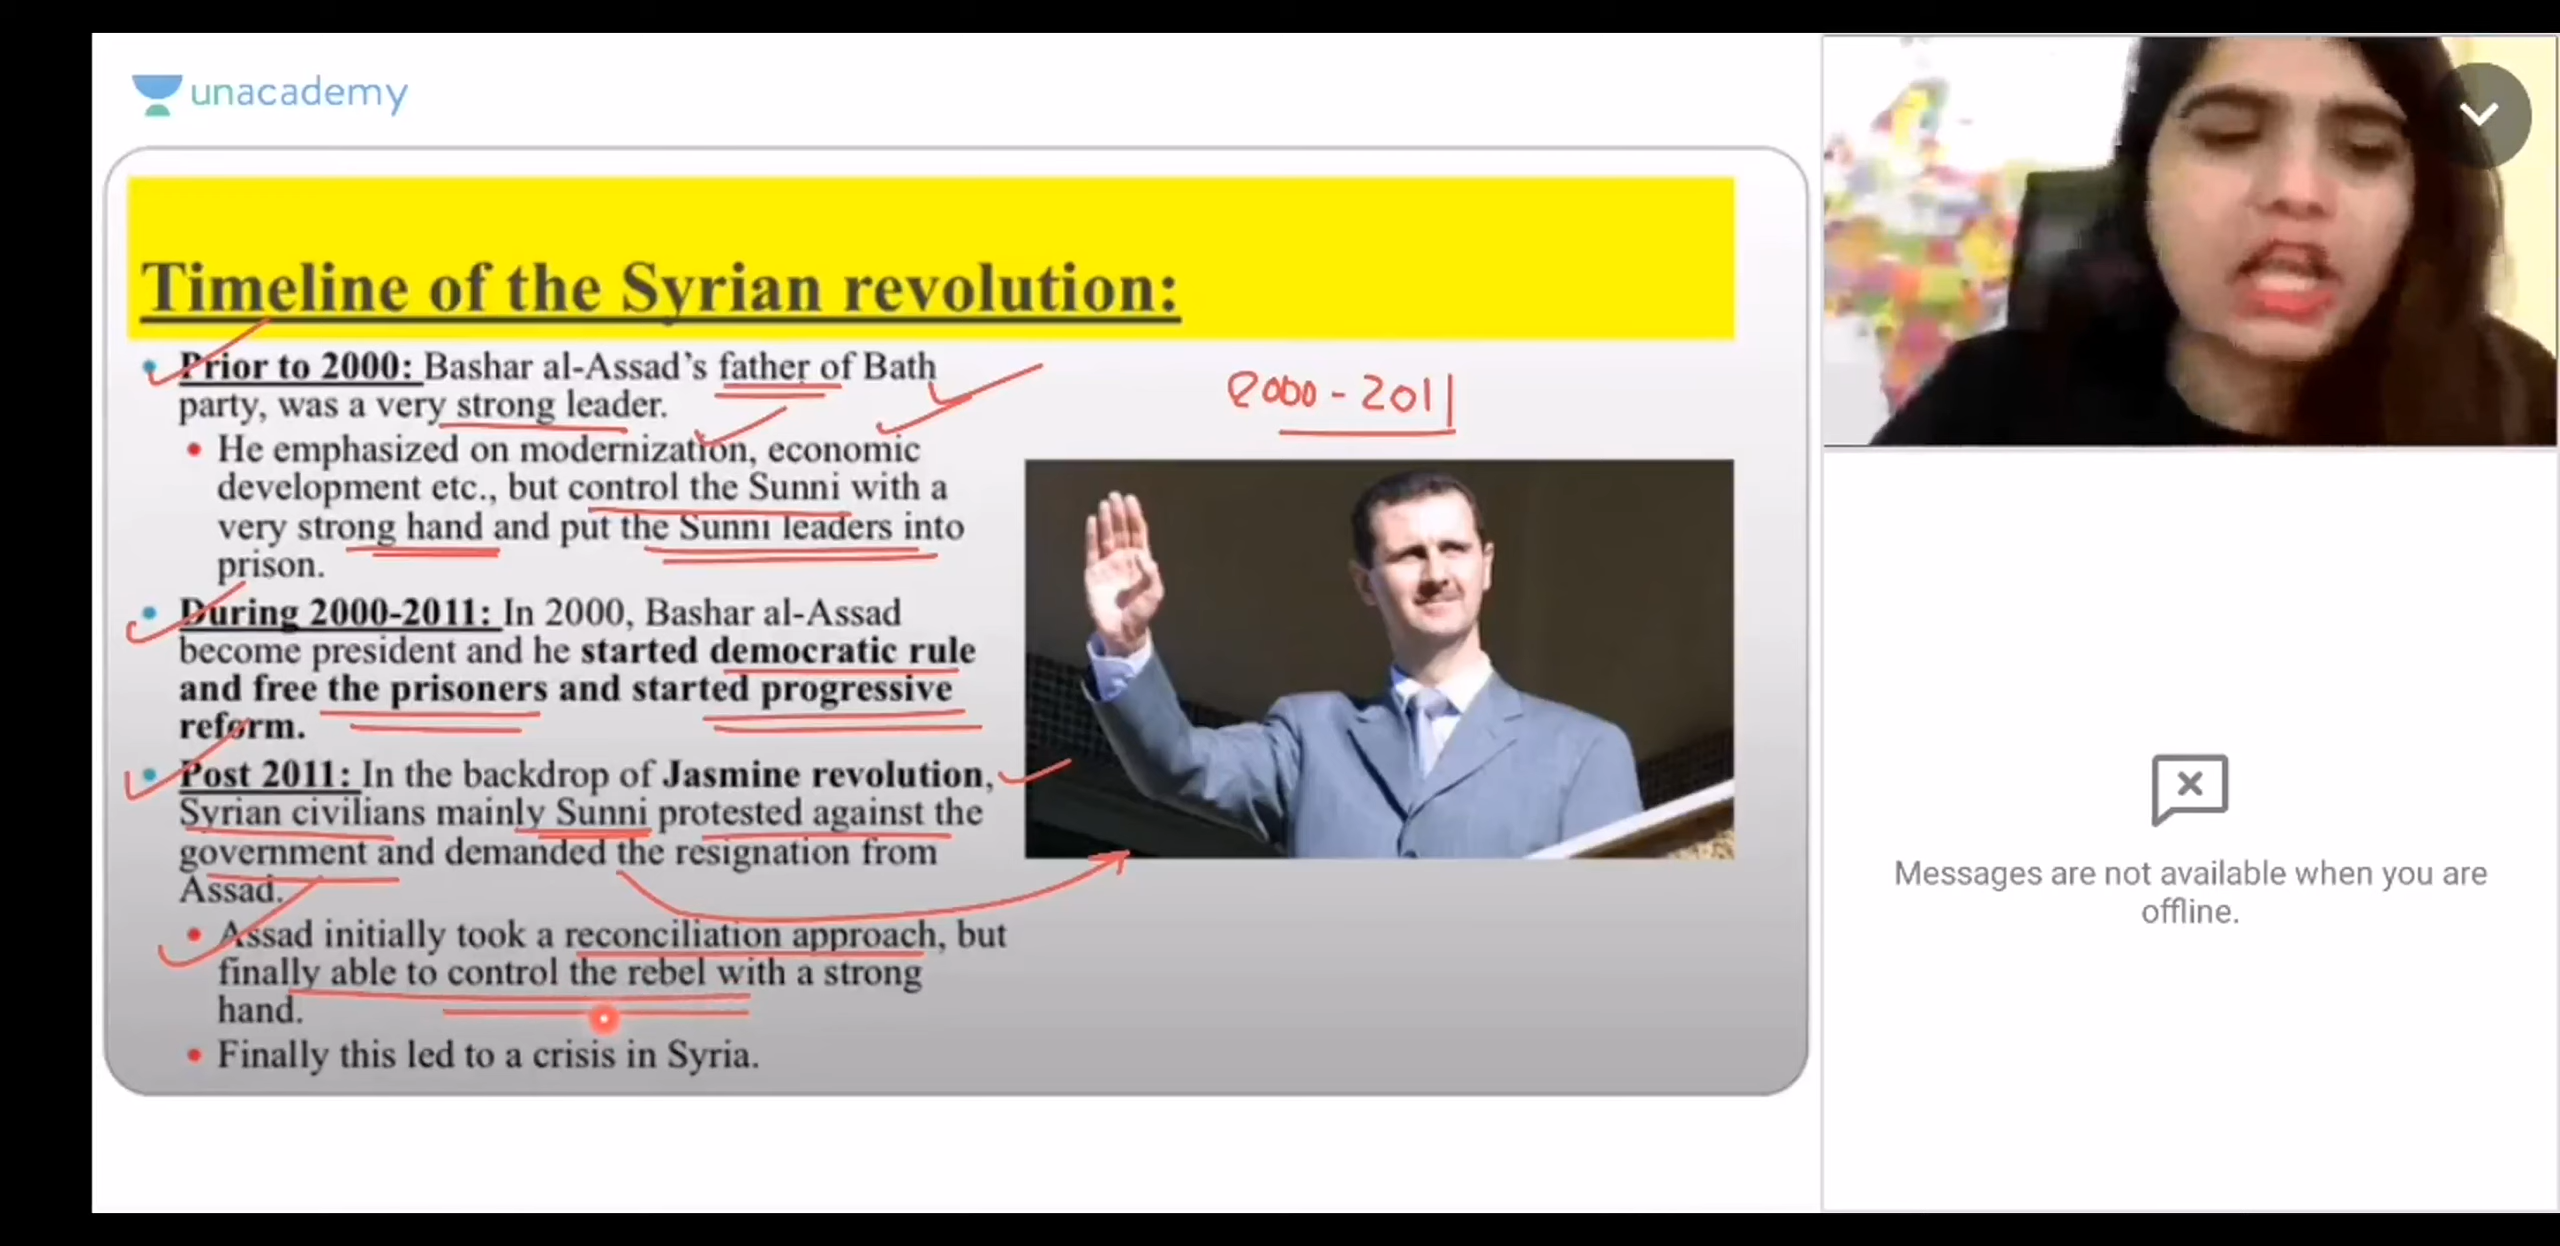 unacademy
Timeline of the Syrian revolution:
Prior to 2000: Bashar al-Assad's father of Bath
party, was a very strong leader.
He emphasized on modernization, economic
development etc., but control the Sunni with a
very strong hand and put the Sunni leaders into
prison.
During 2000-2011: In 2000, Bashar al-Assad
become president and he started democratic rule
and free the prisoners and started progressive
reform.
Post 2011: In the backdrop of Jasmine revolution,
Syrian civilians mainly Sunni protested against the
government and demanded the resignation from
Assad.
Assad initially took a reconciliation approach, but
finally able to control the rebel with a strong
hand.
Finally this led to a crisis in Syria.
2000 - 2011
Messages are not available when you are
offline.